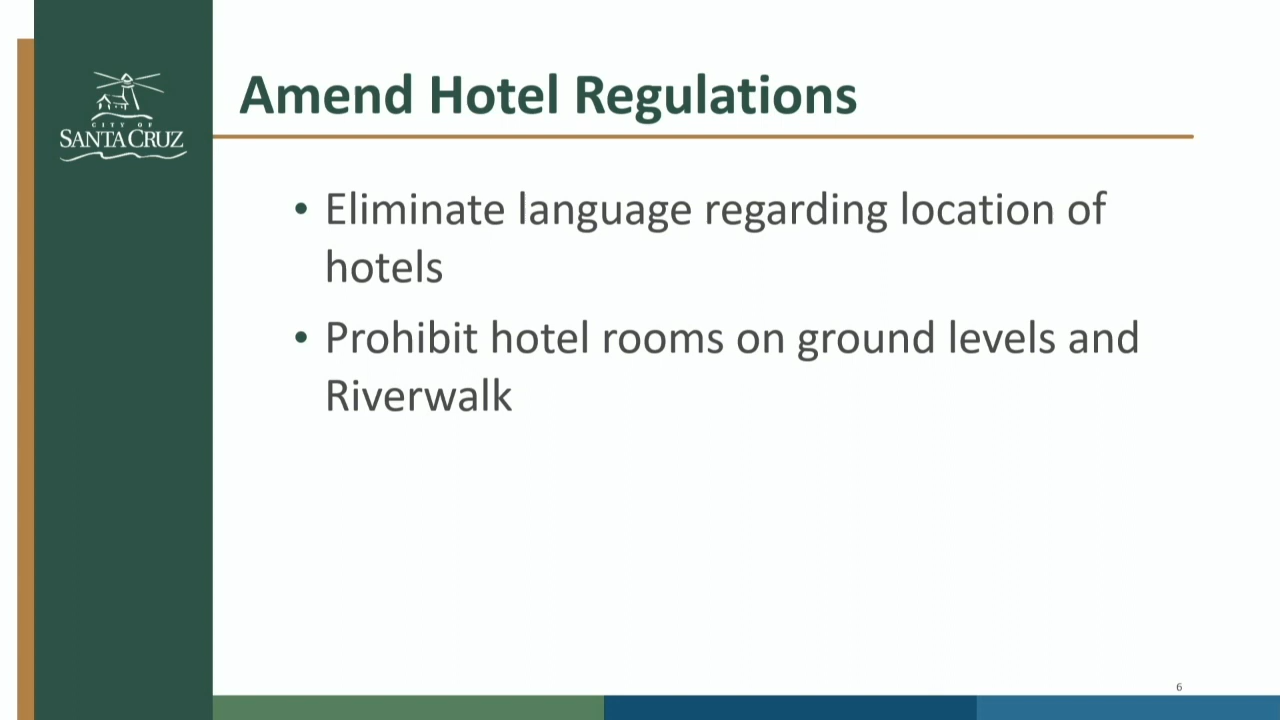 CITY OF
SANTA CRUZ
Amend Hotel Regulations
• Eliminate language regarding location of
hotels
• Prohibit hotel rooms on ground levels and
Riverwalk
6